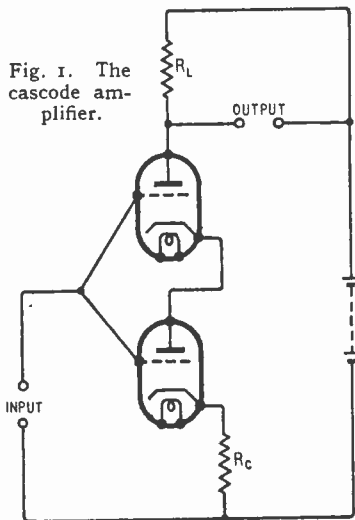 Fig. 1. The
cascode am-
plifier.
RL
OUTPUT
INPUT
RC